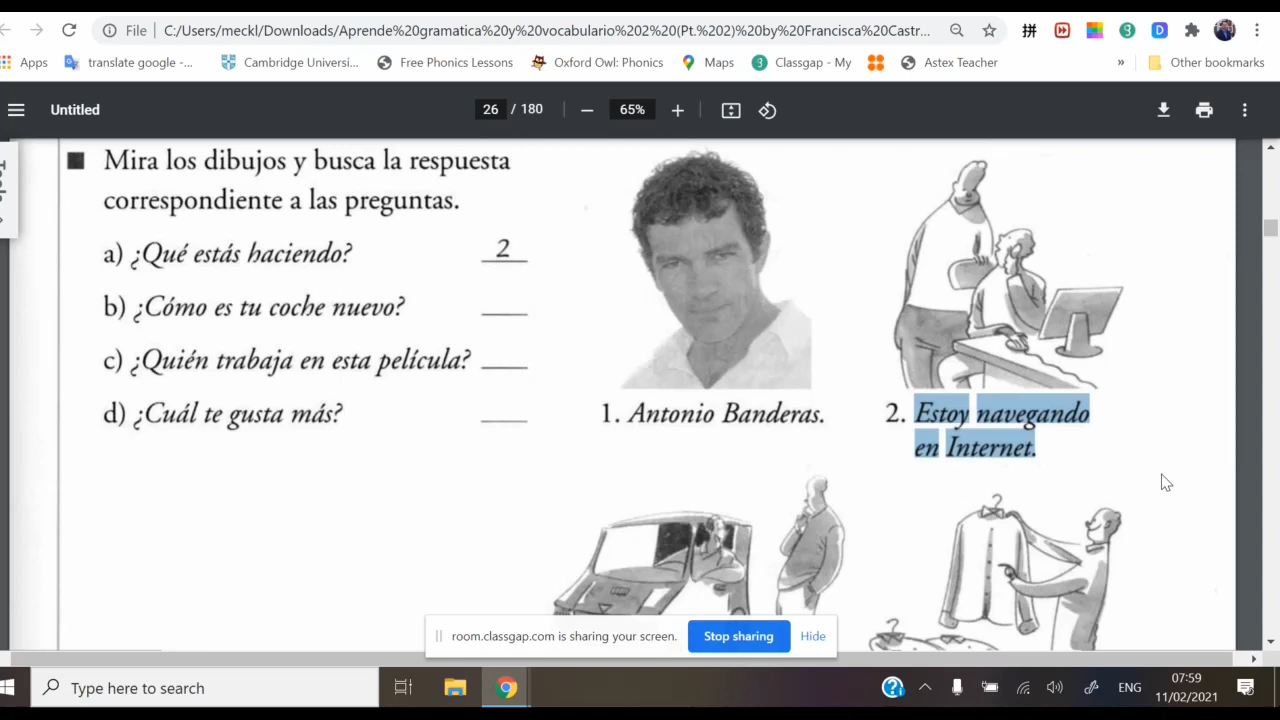 File
C:/Users/meckl/Downloads/Aprende%20gramatica%20y%20vocabulario%202%20(Pt.%202)%20by%20Francisca%20Castr...
Apps
translate google -...
Cambridge Universi...
Free Phonics Lessons
Oxford Owl: Phonics
Maps
Classgap - My
Astex Teacher
»
Other bookmarks
Untitled
26 / 180
65%
Mira los dibujos y busca la respuesta
correspondiente a las preguntas.
a) ¿Qué estás haciendo? 2
b) ¿Cómo es tu coche nuevo?
c) ¿Quién trabaja en esta película?
d) ¿Cuál te gusta más?
1. Antonio Banderas.
2. Estoy navegando
en Internet.
room.classgap.com is sharing your screen.
Stop sharing
Hide
Type here to search
ENG
07:59
11/02/2021